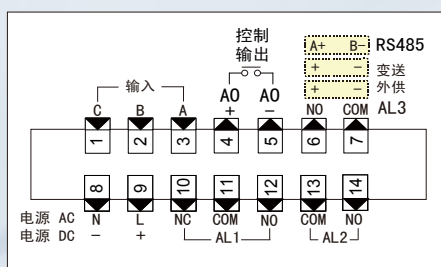 控制 A+ B- RS485
输出 + - 变送
输入 + - 外供
C B A AO AO NO COM AL3
+ -
1 2 3 4 5 6 7
8 9 10 11 12 13 14
电源 AC N L NC COM NO COM NO
电源 DC - + AL1 AL2